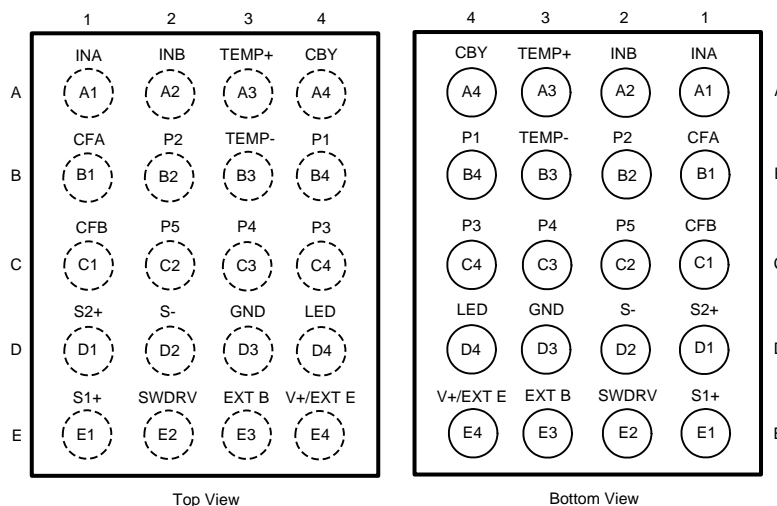 1 2 3 4 4 3 2 1
INA INB TEMP+ CBY CBY TEMP+ INB INA
A A1 A2 A3 A4 A4 A3 A2 A1
CFA P2 TEMP- P1 P1 TEMP- P2 CFA
B B1 B2 B3 B4 B4 B3 B2 B1
CFB P5 P4 P3 P3 P4 P5 CFB
C C1 C2 C3 C4 C4 C3 C2 C1
S2+ S- GND LED LED GND S- S2+
D D1 D2 D3 D4 D4 D3 D2 D1
S1+ SWDRV EXT B V+/EXT E V+/EXT E EXT B SWDRV S1+
E E1 E2 E3 E4 E4 E3 E2 E1
Top View Bottom View